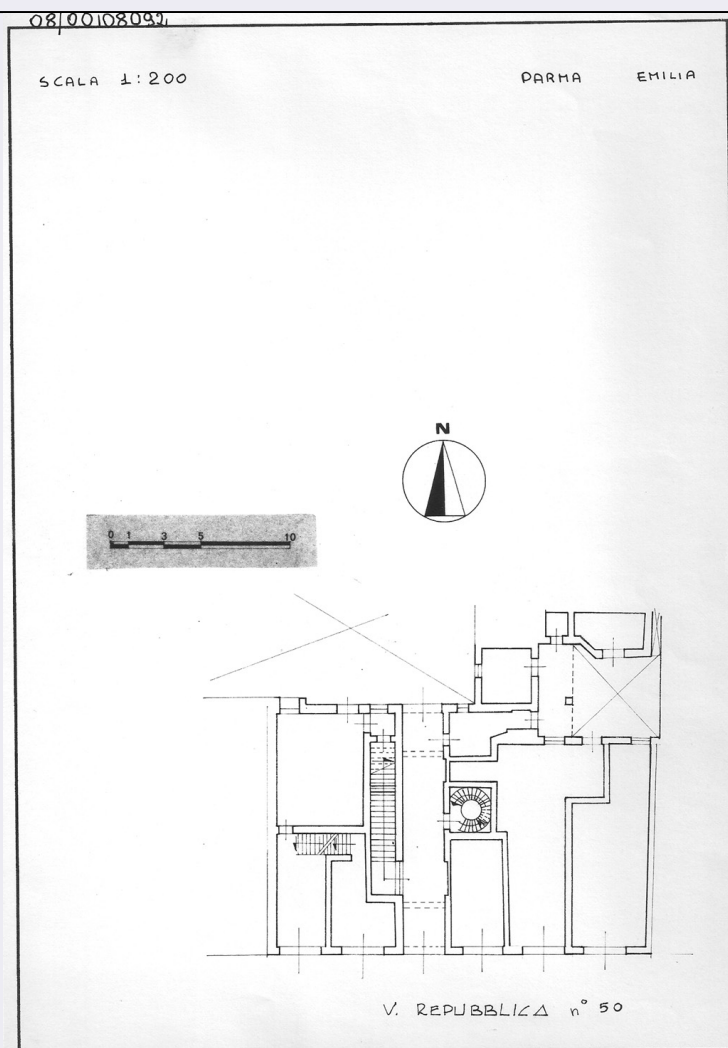 08/00108092
SCALA 1:200 PARMA EMILIA
N
0 1 3 5 10
V. REPUBBLICA n° 50